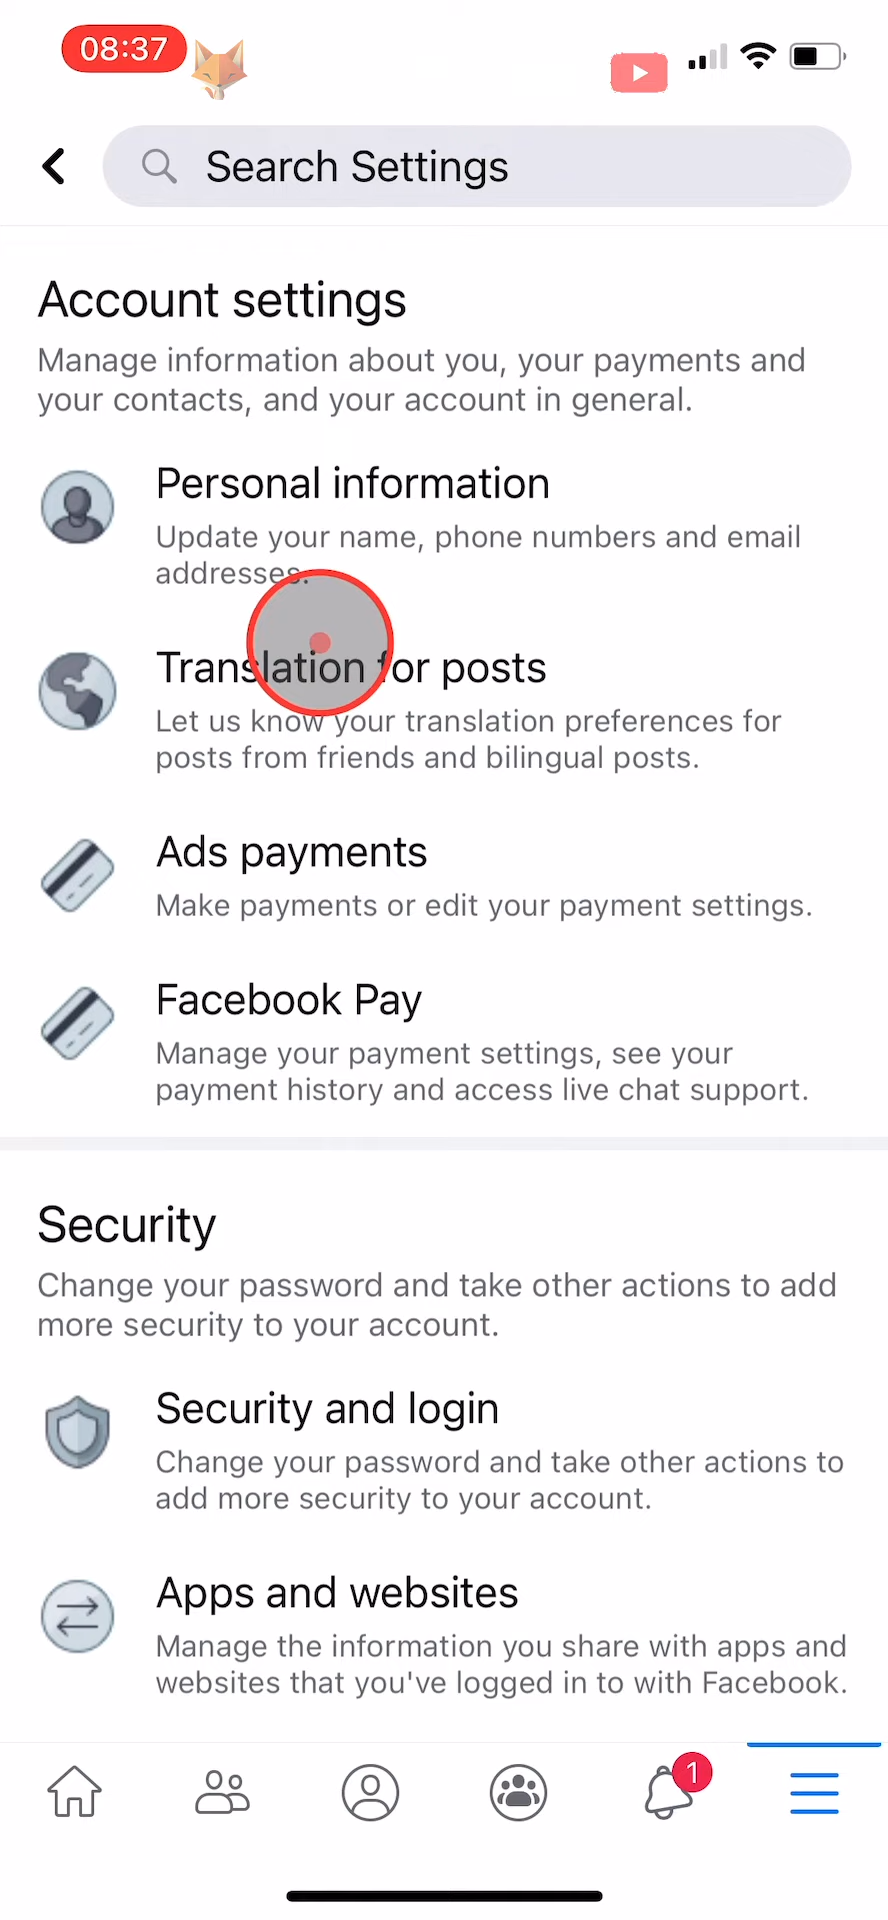 08:37
Search Settings
Account settings
Manage information about you, your payments and
your contacts, and your account in general.
Personal information
Update your name, phone numbers and email
addresses.
Translation for posts
Let us know your translation preferences for
posts from friends and bilingual posts.
Ads payments
Make payments or edit your payment settings.
Facebook Pay
Manage your payment settings, see your
payment history and access live chat support.
Security
Change your password and take other actions to add
more security to your account.
Security and login
Change your password and take other actions to
add more security to your account.
Apps and websites
Manage the information you share with apps and
websites that you've logged in to with Facebook.
1